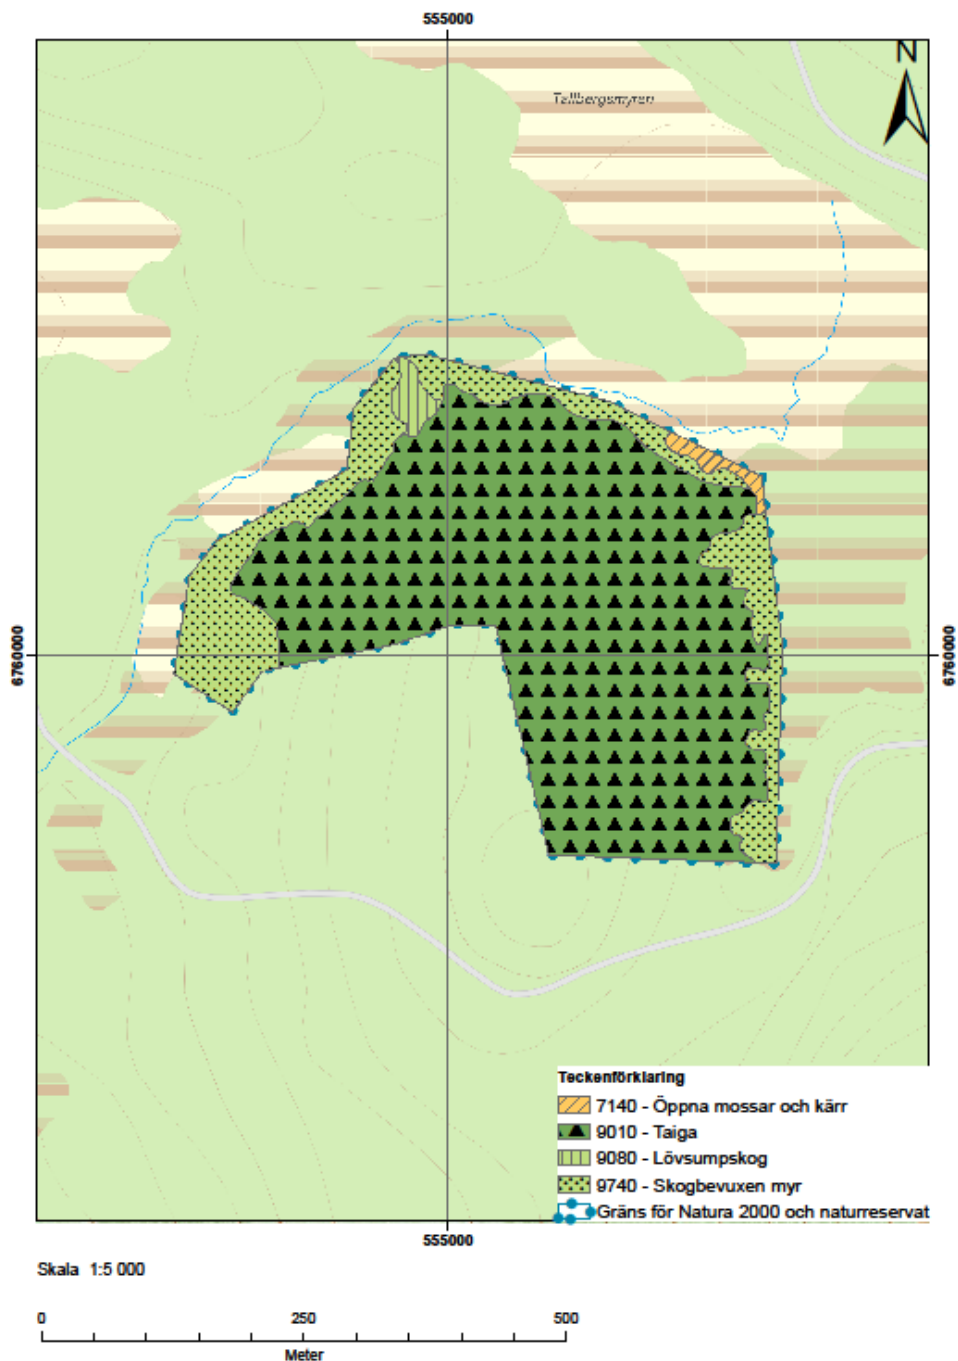 555000
N
Tallbergsmyren
6760000
6760000
Teckenförklaring
7140 - Öppna mossar och kärr
9010 - Taiga
9080 - Lövsumpskog
9740 - Skogbevuxen myr
Gräns för Natura 2000 och naturreservat
555000
Skala 1:5 000
0 250 500
Meter